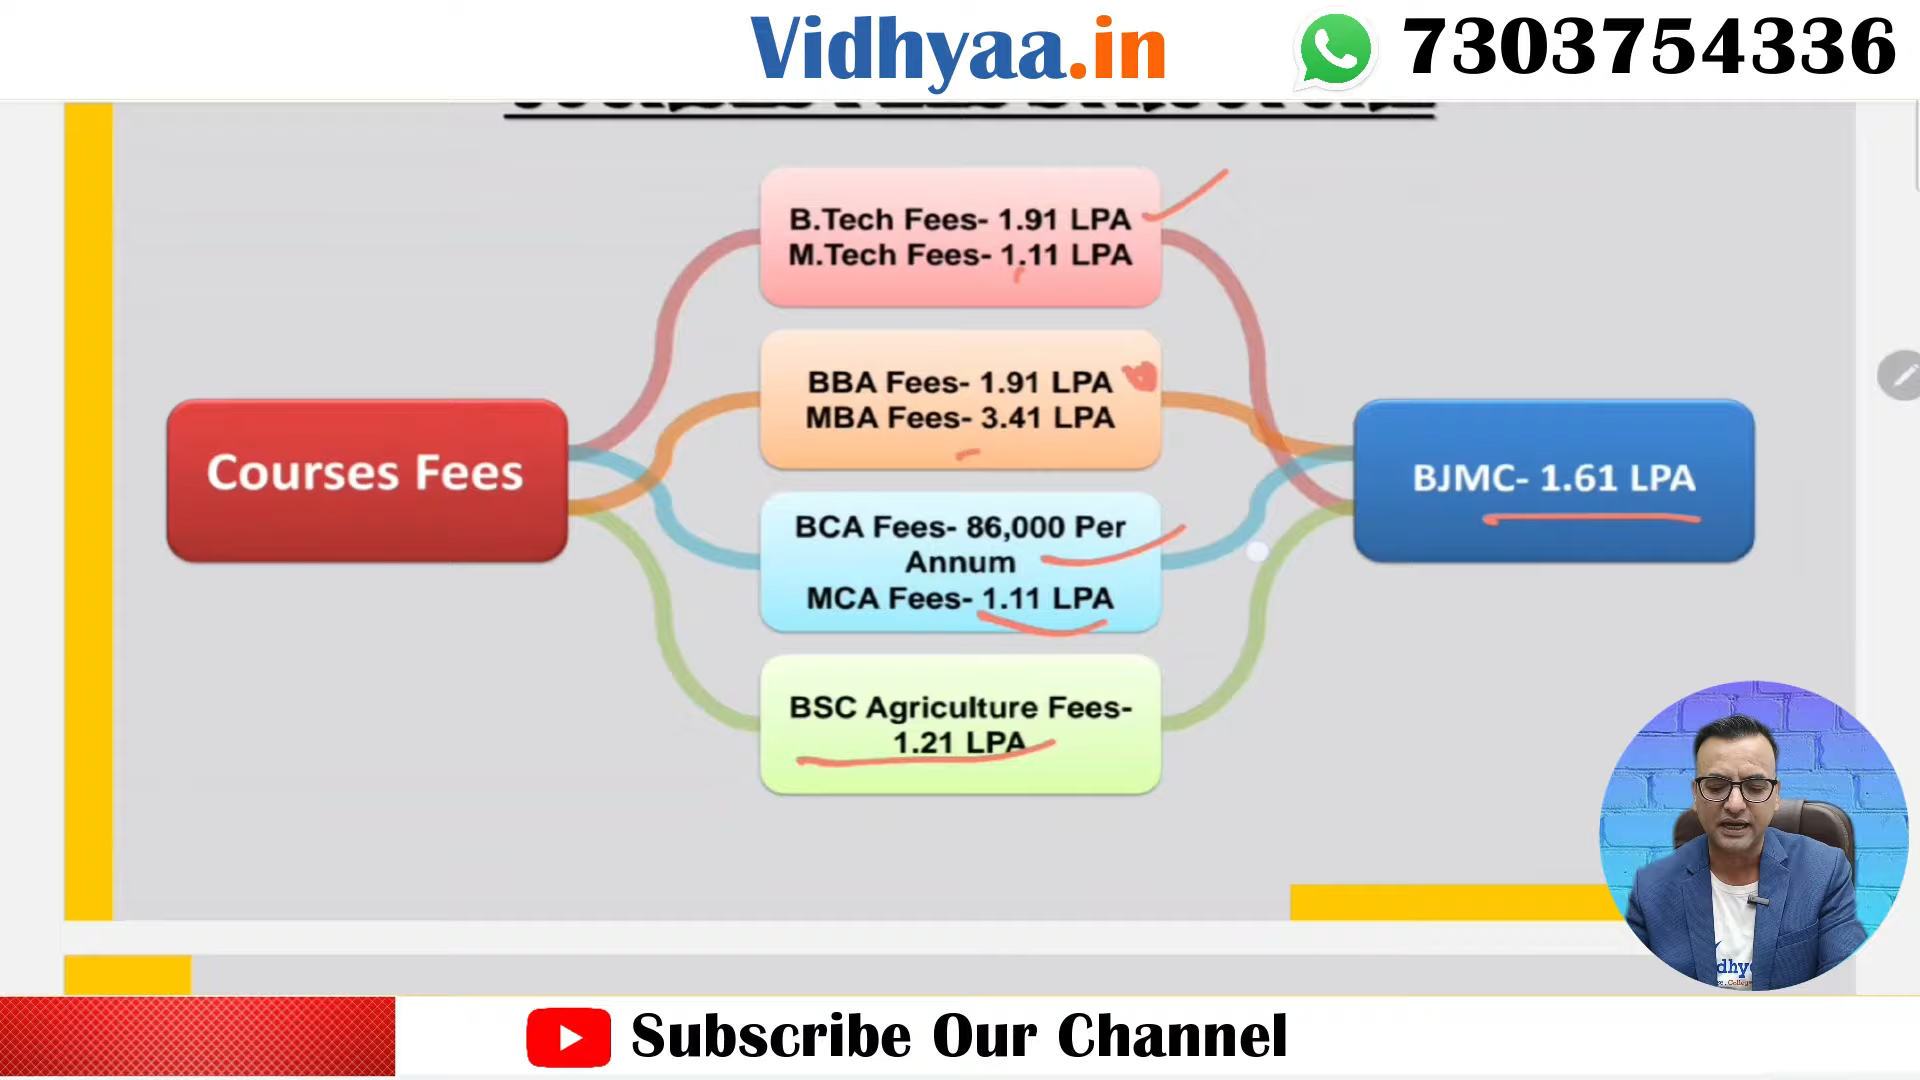 Vidhyaa.in
7303754336
B.Tech Fees- 1.91 LPA
M.Tech Fees- 1.11 LPA
BBA Fees- 1.91 LPA
MBA Fees- 3.41 LPA
Courses Fees
BJMC- 1.61 LPA
BCA Fees- 86,000 Per
Annum
MCA Fees- 1.11 LPA
BSC Agriculture Fees-
1.21 LPA
Subscribe Our Channel